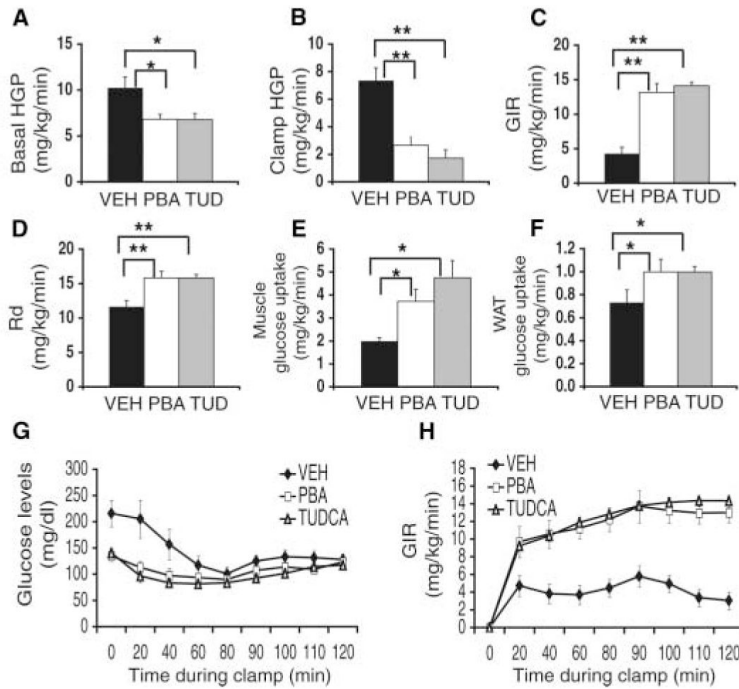 A
Basal HGP
(mg/kg/min)
15
10
5
0
*
*
VEH PBA TUD
B
Clamp HGP
(mg/kg/min)
10
8
6
4
2
0
**
**
VEH PBA TUD
C
GIR
(mg/kg/min)
20
15
10
5
0
**
**
VEH PBA TUD
D
Rd
(mg/kg/min)
20
15
10
5
0
**
**
VEH PBA TUD
E
Muscle
glucose uptake
(mg/kg/min)
6
5
4
3
2
1
0
*
*
VEH PBA TUD
F
WAT
glucose uptake
(mg/kg/min)
1.2
1.0
0.8
0.6
0.4
0.2
0.0
*
*
VEH PBA TUD
G
Glucose levels
(mg/dl)
300
250
200
150
100
50
0
VEH
PBA
TUDCA
0 20 40 60 80 90 100 110 120
Time during clamp (min)
H
GIR
(mg/kg/min)
18
16
14
12
10
8
6
4
2
0
VEH
PBA
TUDCA
0 20 40 60 80 90 100 110 120
Time during clamp (min)